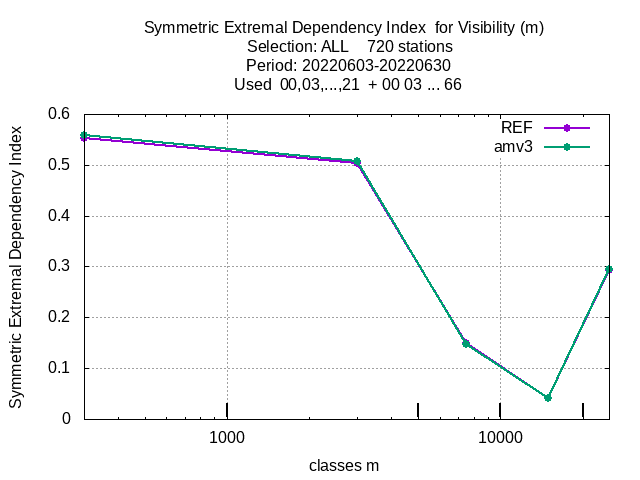 Symmetric Extremal Dependency Index  for Visibility (m)
Selection: ALL    720 stations
Period: 20220603-20220630
Used  00,03,...,21  + 00 03 ... 66
Symmetric Extremal Dependency Index
0.6
0.5
0.4
0.3
0.2
0.1
0
REF
amv3
1000
10000
classes m